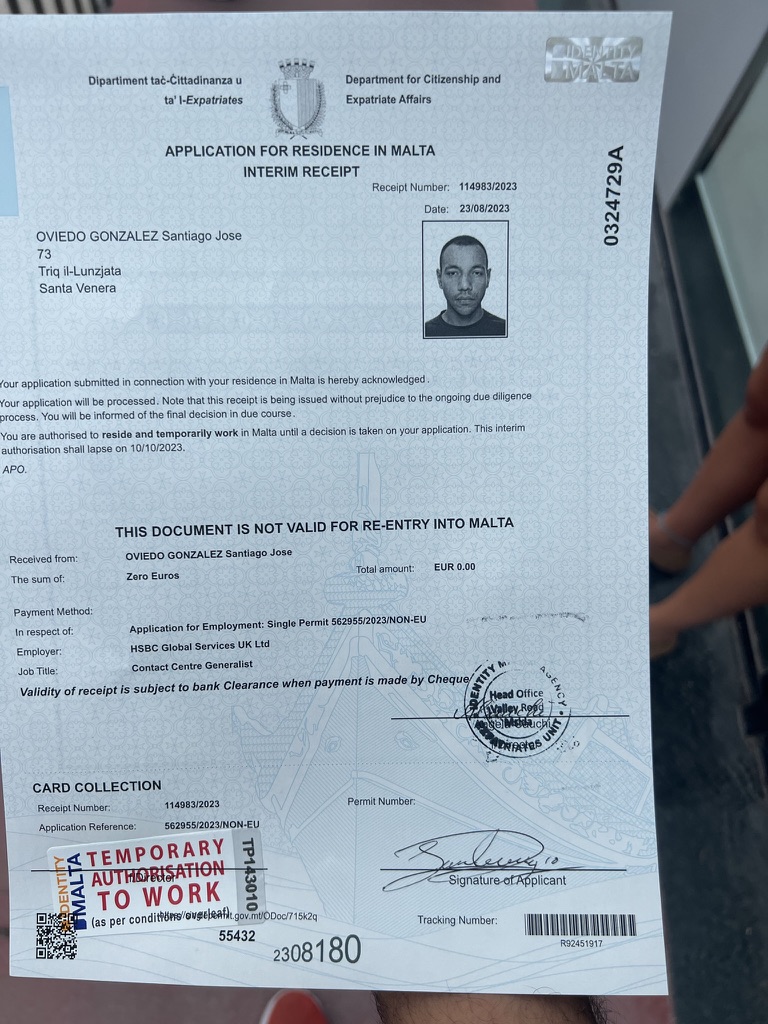 IDENTITY
MALTA
Dipartiment taċ-Ċittadinanza u
ta' l-Expatriates
Department for Citizenship and
Expatriate Affairs
APPLICATION FOR RESIDENCE IN MALTA
INTERIM RECEIPT
Receipt Number: 114983/2023
Date: 23/08/2023
0324729A
OVIEDO GONZALEZ Santiago Jose
73
Triq il-Lunzjata
Santa Venera
Your application submitted in connection with your residence in Malta is hereby acknowledged.
Your application will be processed. Note that this receipt is being issued without prejudice to the ongoing due diligence
process. You will be informed of the final decision in due course.
You are authorised to reside and temporarily work in Malta until a decision is taken on your application. This interim
authorisation shall lapse on 10/10/2023.
APO.
THIS DOCUMENT IS NOT VALID FOR RE-ENTRY INTO MALTA
Received from: OVIEDO GONZALEZ Santiago Jose
The sum of: Zero Euros Total amount: EUR 0.00
Payment Method:
In respect of: Application for Employment: Single Permit 562955/2023/NON-EU
Employer: HSBC Global Services UK Ltd
Job Title: Contact Centre Generalist
Validity of receipt is subject to bank Clearance when payment is made by Cheque
IDENTITY M AGENCY
Head Office
Valley Road
Malta
EXPATRIATES UNIT
CARD COLLECTION
Receipt Number: 114983/2023 Permit Number:
Application Reference: 562955/2023/NON-EU
IDENTITY
MALTA
TEMPORARY
AUTHORISATION
TO WORK
(as per conditions overleaf)
TP143010
Director
Signature of Applicant
Tracking Number:
R92451917
55432
2308180